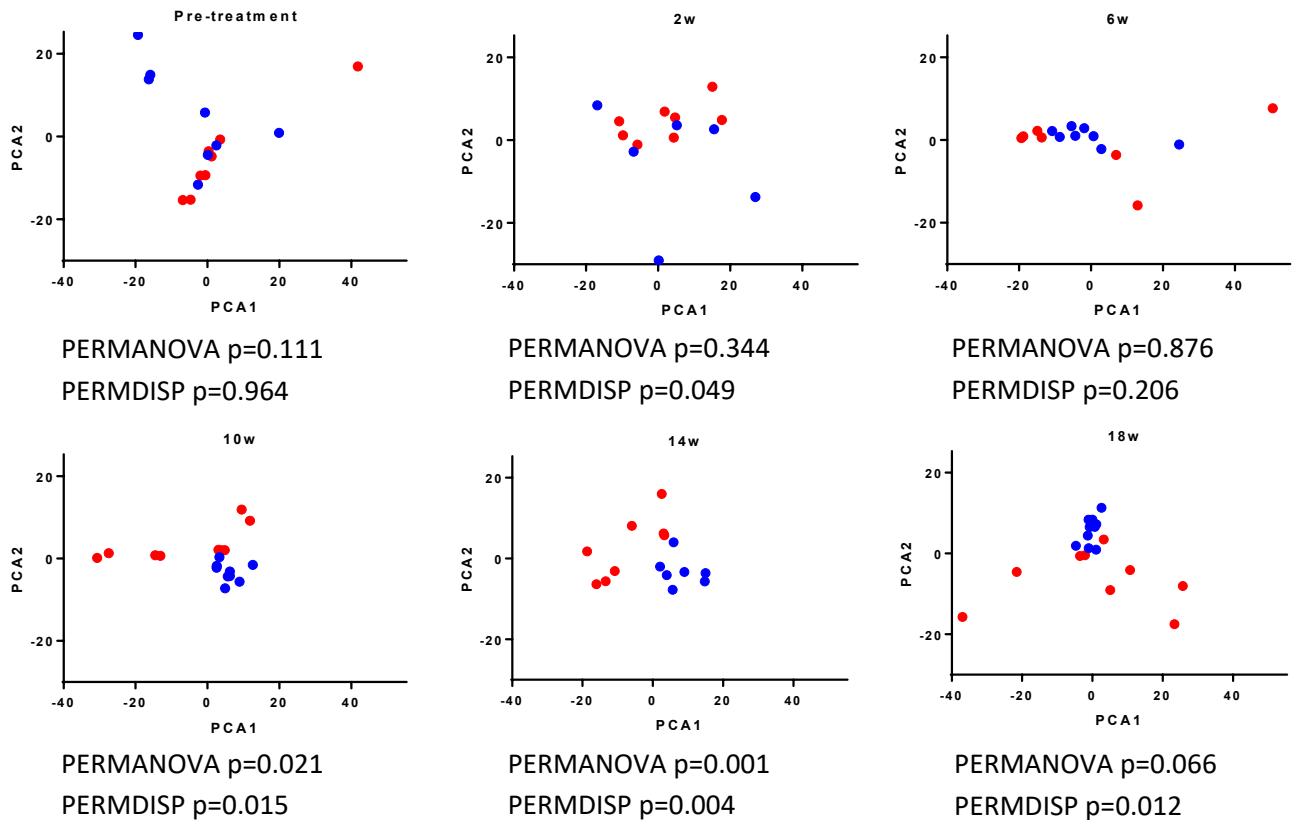 Pre-treatment
20
0
-20
PCA2
-40
-20
0
20
40
PCA1
PERMANOVA p=0.111
PERMDISP p=0.964
2w
20
0
-20
PCA2
-40
-20
0
20
40
PCA1
PERMANOVA p=0.344
PERMDISP p=0.049
6w
20
0
-20
PCA2
-40
-20
0
20
40
PCA1
PERMANOVA p=0.876
PERMDISP p=0.206
10w
20
0
-20
PCA2
-40
-20
0
20
40
PCA1
PERMANOVA p=0.021
PERMDISP p=0.015
14w
20
0
-20
PCA2
-40
-20
0
20
40
PCA1
PERMANOVA p=0.001
PERMDISP p=0.004
18w
20
0
-20
PCA2
-40
-20
0
20
40
PCA1
PERMANOVA p=0.066
PERMDISP p=0.012